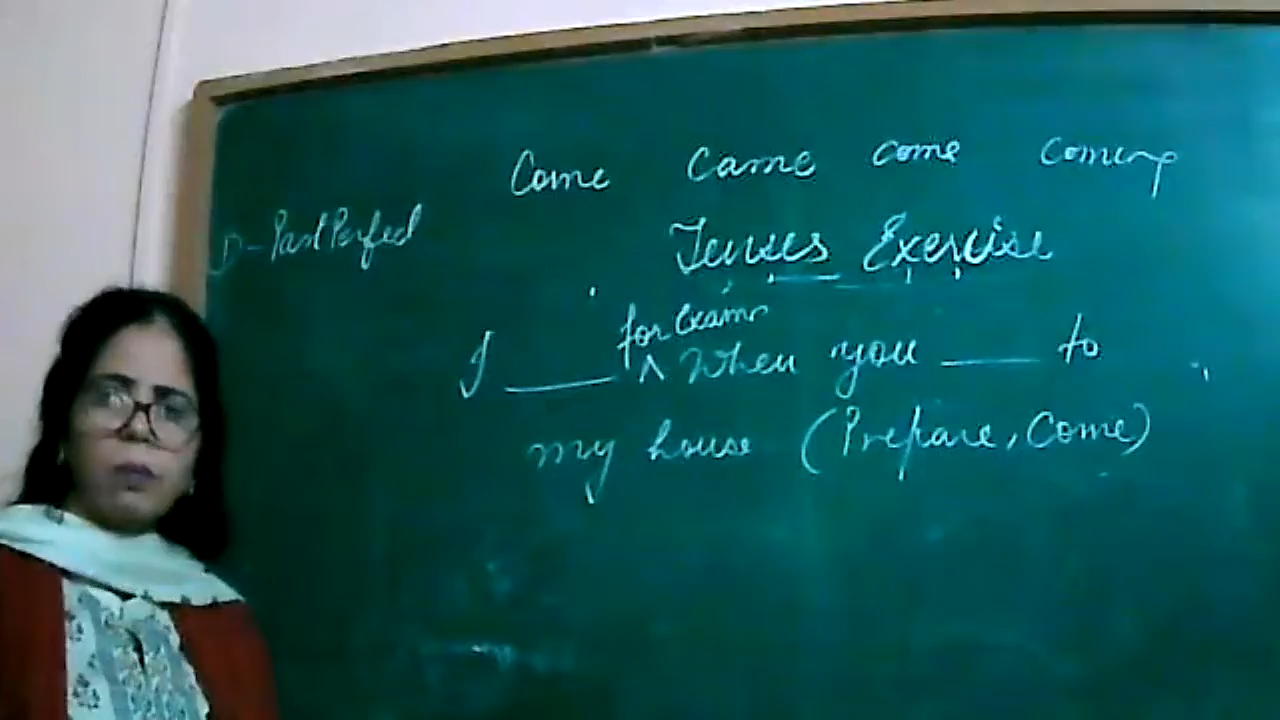 Come came come coming
D - Past Perfect
Tenses Exercise
for Exams
I ____ ^ when you ____ to
my house (Prepare, Come)